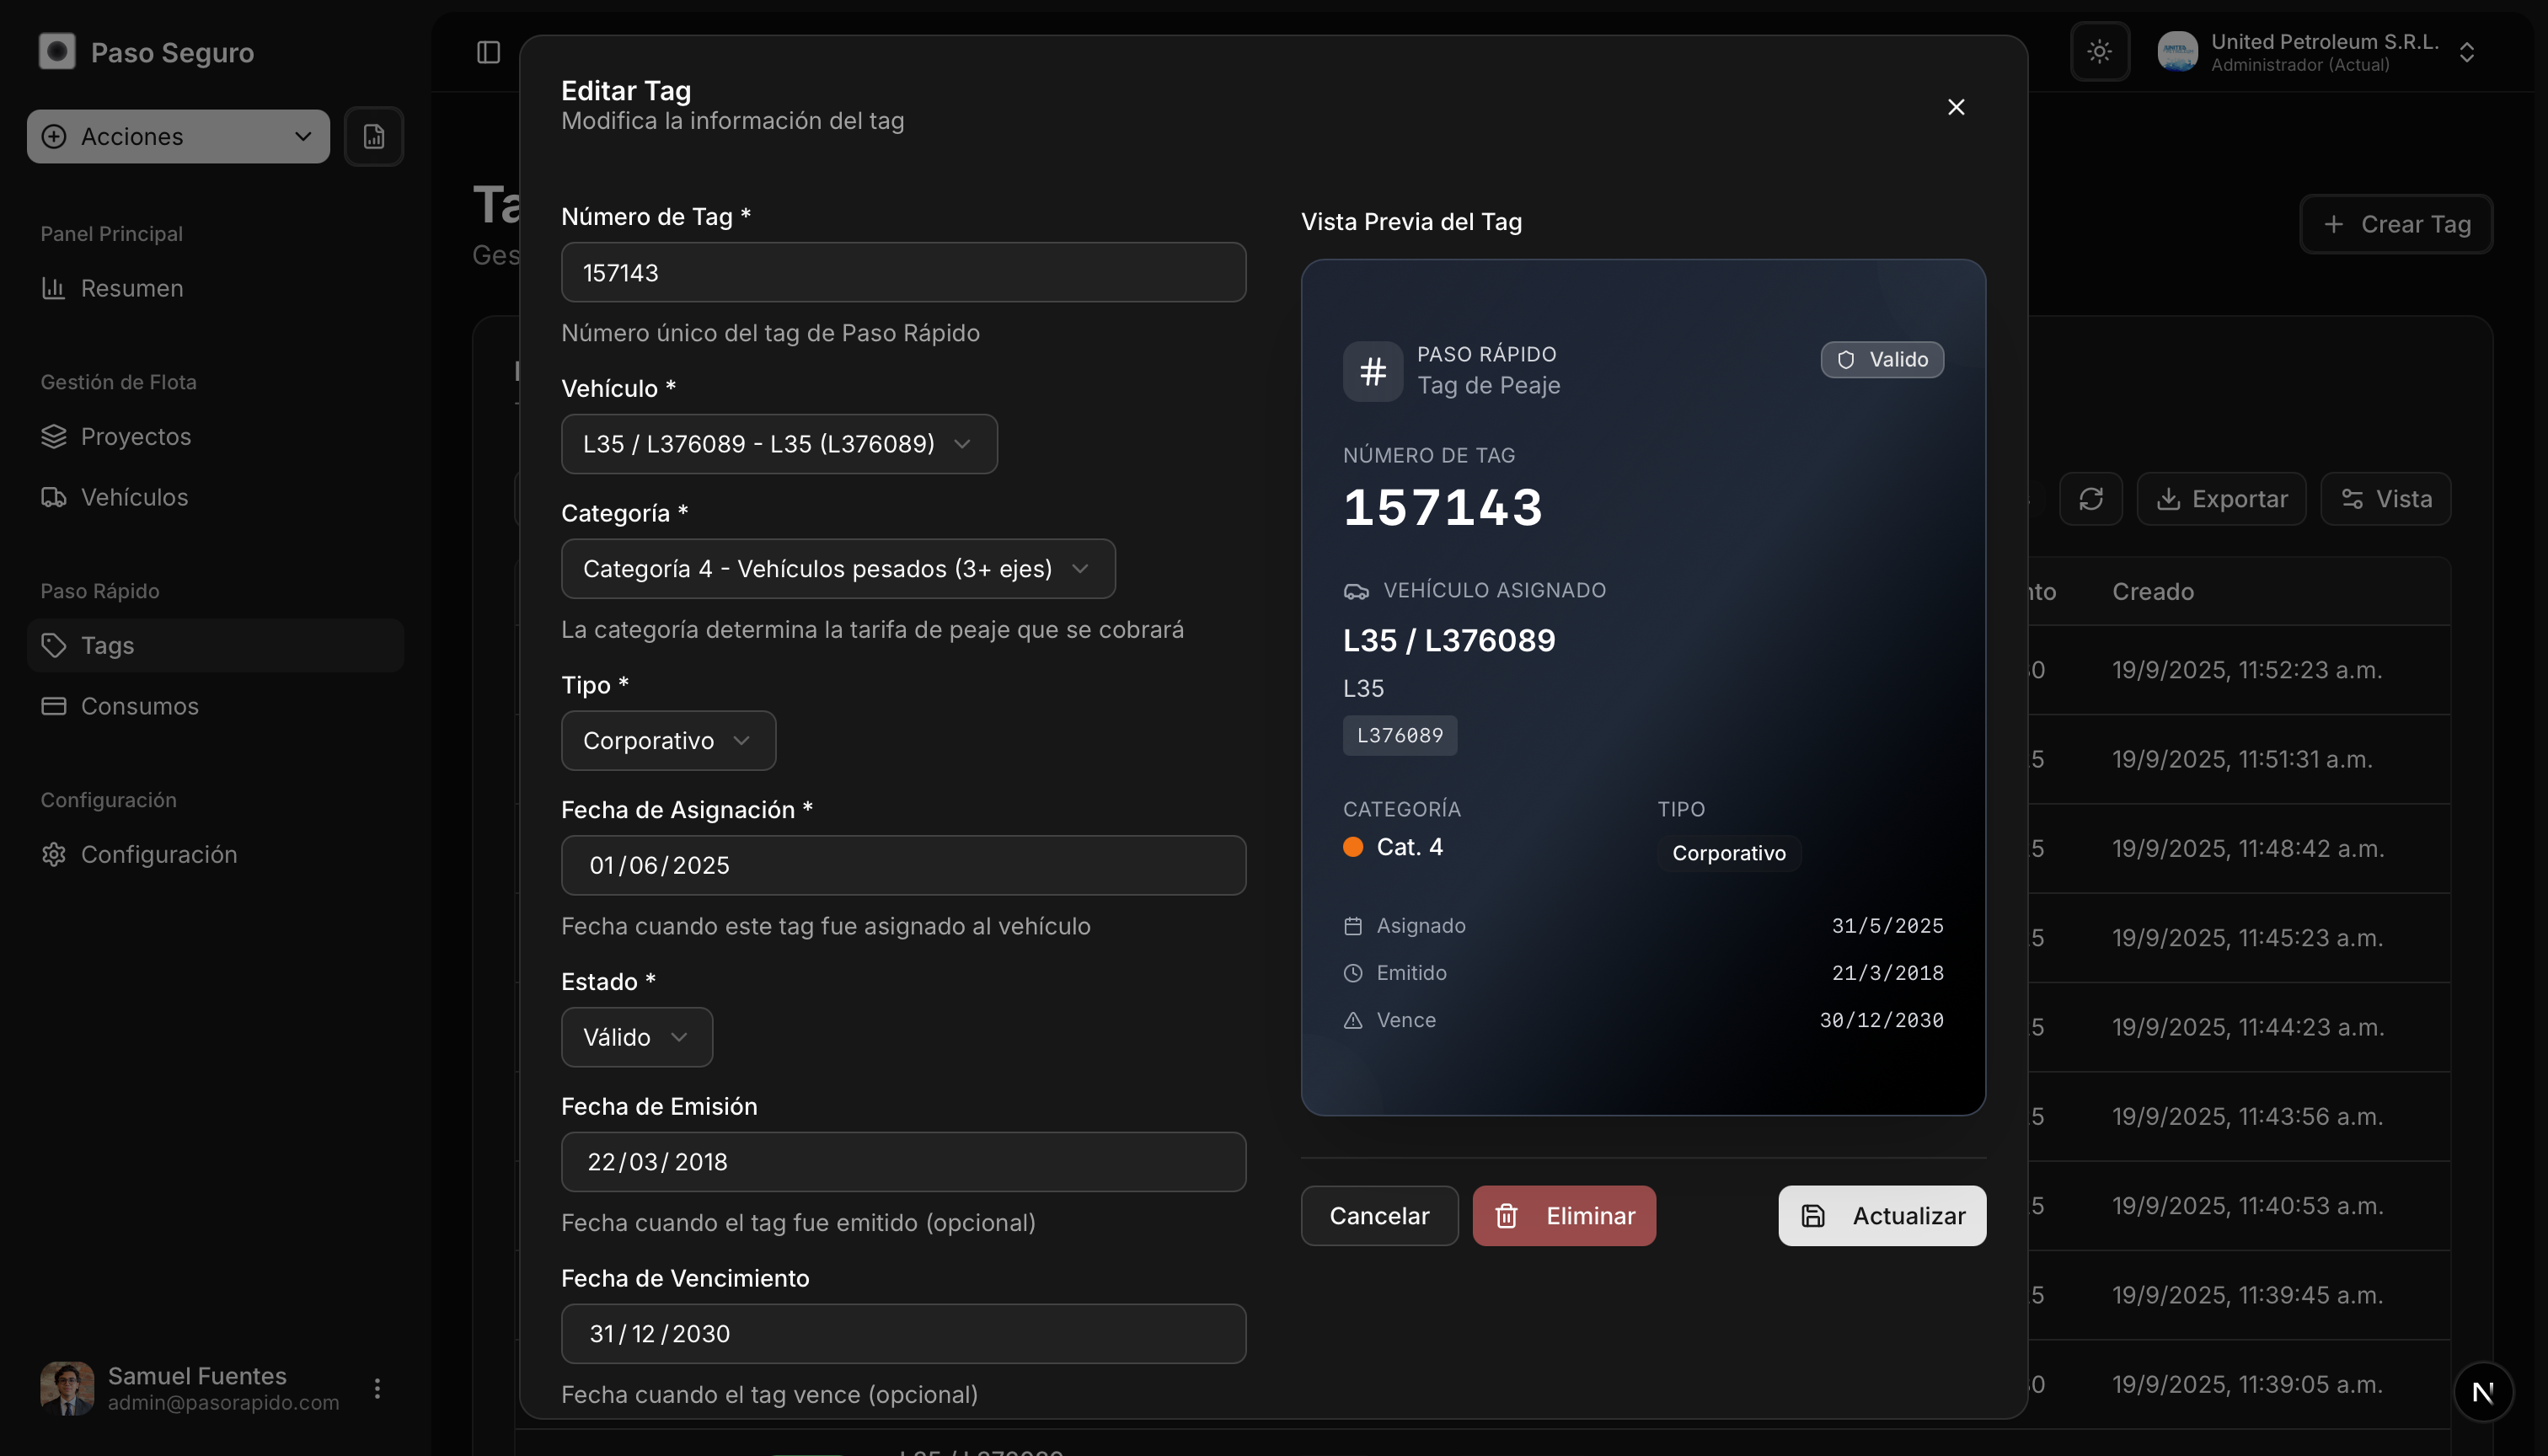 Paso Seguro
United Petroleum S.R.L.
Administrador (Actual)
Acciones
Panel Principal
Resumen
Gestión de Flota
Proyectos
Vehículos
Paso Rápido
Tags
Consumos
Configuración
Configuración
Samuel Fuentes
admin@pasorapido.com
Ta
Ges
Crear Tag
Exportar
Vista
nto
Creado
19/9/2025, 11:52:23 a.m.
19/9/2025, 11:51:31 a.m.
19/9/2025, 11:48:42 a.m.
19/9/2025, 11:45:23 a.m.
19/9/2025, 11:44:23 a.m.
19/9/2025, 11:43:56 a.m.
19/9/2025, 11:40:53 a.m.
19/9/2025, 11:39:45 a.m.
19/9/2025, 11:39:05 a.m.
Editar Tag
Modifica la información del tag
Número de Tag *
157143
Número único del tag de Paso Rápido
Vehículo *
L35 / L376089 - L35 (L376089)
Categoría *
Categoría 4 - Vehículos pesados (3+ ejes)
La categoría determina la tarifa de peaje que se cobrará
Tipo *
Corporativo
Fecha de Asignación *
01/06/2025
Fecha cuando este tag fue asignado al vehículo
Estado *
Válido
Fecha de Emisión
22/03/2018
Fecha cuando el tag fue emitido (opcional)
Fecha de Vencimiento
31/12/2030
Fecha cuando el tag vence (opcional)
Vista Previa del Tag
# PASO RÁPIDO
Tag de Peaje
Valido
NÚMERO DE TAG
157143
VEHÍCULO ASIGNADO
L35 / L376089
L35
L376089
CATEGORÍA
Cat. 4
TIPO
Corporativo
Asignado 31/5/2025
Emitido 21/3/2018
Vence 30/12/2030
Cancelar
Eliminar
Actualizar
N